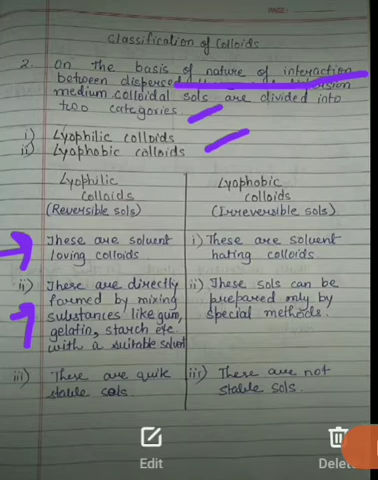 PAGE:
Classification of Colloids
2. On the basis of nature of interaction
between dispersed
medium colloidal sols are divided into
two categories
i) Lyophilic colloids
ii) Lyophobic colloids
Lyophilic
colloids
(Reversible sols)
These are solvent
loving colloids
ii) There are directly
formed by mixing
substances like gum,
gelatin, starch etc.
with a suitable solvent
iii) There are quik
stable sols.
Lyophobic
colloids
(Irreversible sols)
i) These are solvent
hating colloids
ii) These sols can be
prepared only by
special methods.
iii) There are not
stable sols.
Edit
Delete